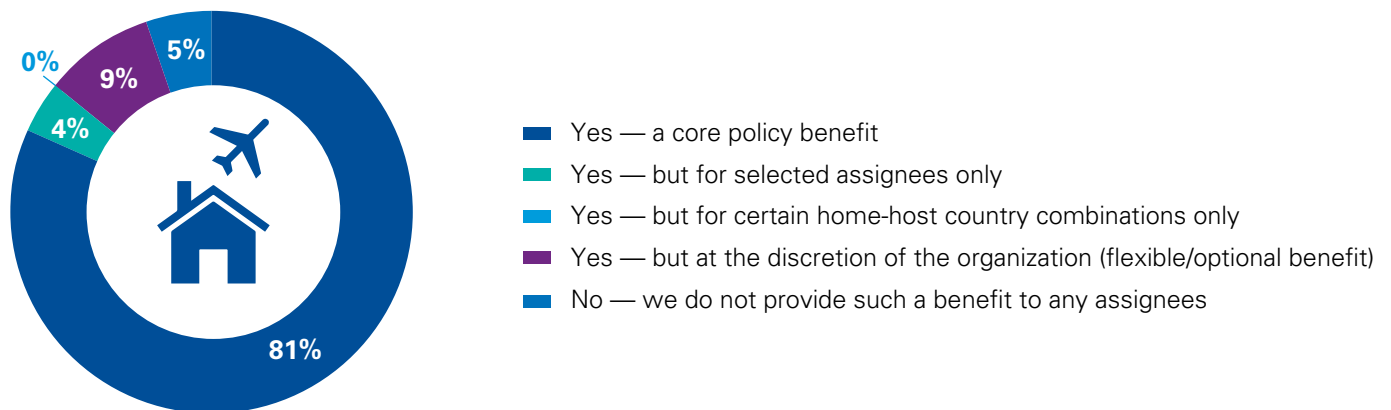 5%
0%
9%
4%
81%
Yes — a core policy benefit
Yes — but for selected assignees only
Yes — but for certain home-host country combinations only
Yes — but at the discretion of the organization (flexible/optional benefit)
No — we do not provide such a benefit to any assignees